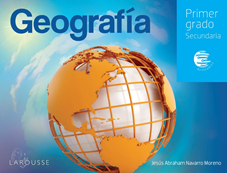 Geografía
Primer
grado
Secundaria
LAROUSSE
Jesús Abraham Navarro Moreno